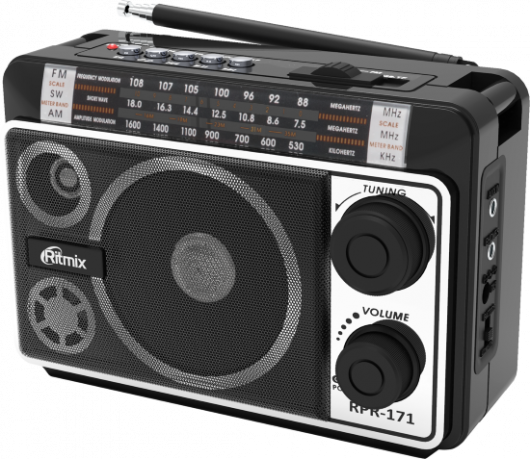 FM
SCALE
SW
METER BAND
AM
FREQUENCY MODULATION 108 107 105 100 96 92 88 MEGAHERTZ
SHORT WAVE 18.0 16.3 14.4 12.5 10.8 8.6 7.5 MEGAHERTZ
AMPLITUDE MODULATION 1600 1400 1100 900 700 600 530 KILOHERTZ
MHz
SCALE
MHz
METER BAND
KHz
TUNING
Ritmix
VOLUME
RPR-171